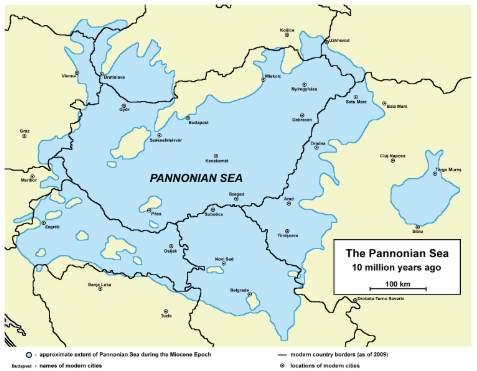 Košice
Uzhhorod
Vienna
Bratislava
Miskolc
Nyíregyháza
Satu Mare
Baia Mare
Győr
Budapest
Debrecen
Graz
Székesfehérvár
Oradea
Kecskemét
Cluj-Napoca
Maribor
PANNONIAN SEA
Târgu Mureş
Szeged
Arad
Pécs
Subotica
Zagreb
Sibiu
Timişoara
Osijek
Novi Sad
The Pannonian Sea
10 million years ago
100 km
Banja Luka
Belgrade
Drobeta-Turnu Severin
Tuzla
- approximate extent of Pannonian Sea during the Miocene Epoch
- modern country borders (as of 2009)
Budapest - names of modern cities
- locations of modern cities